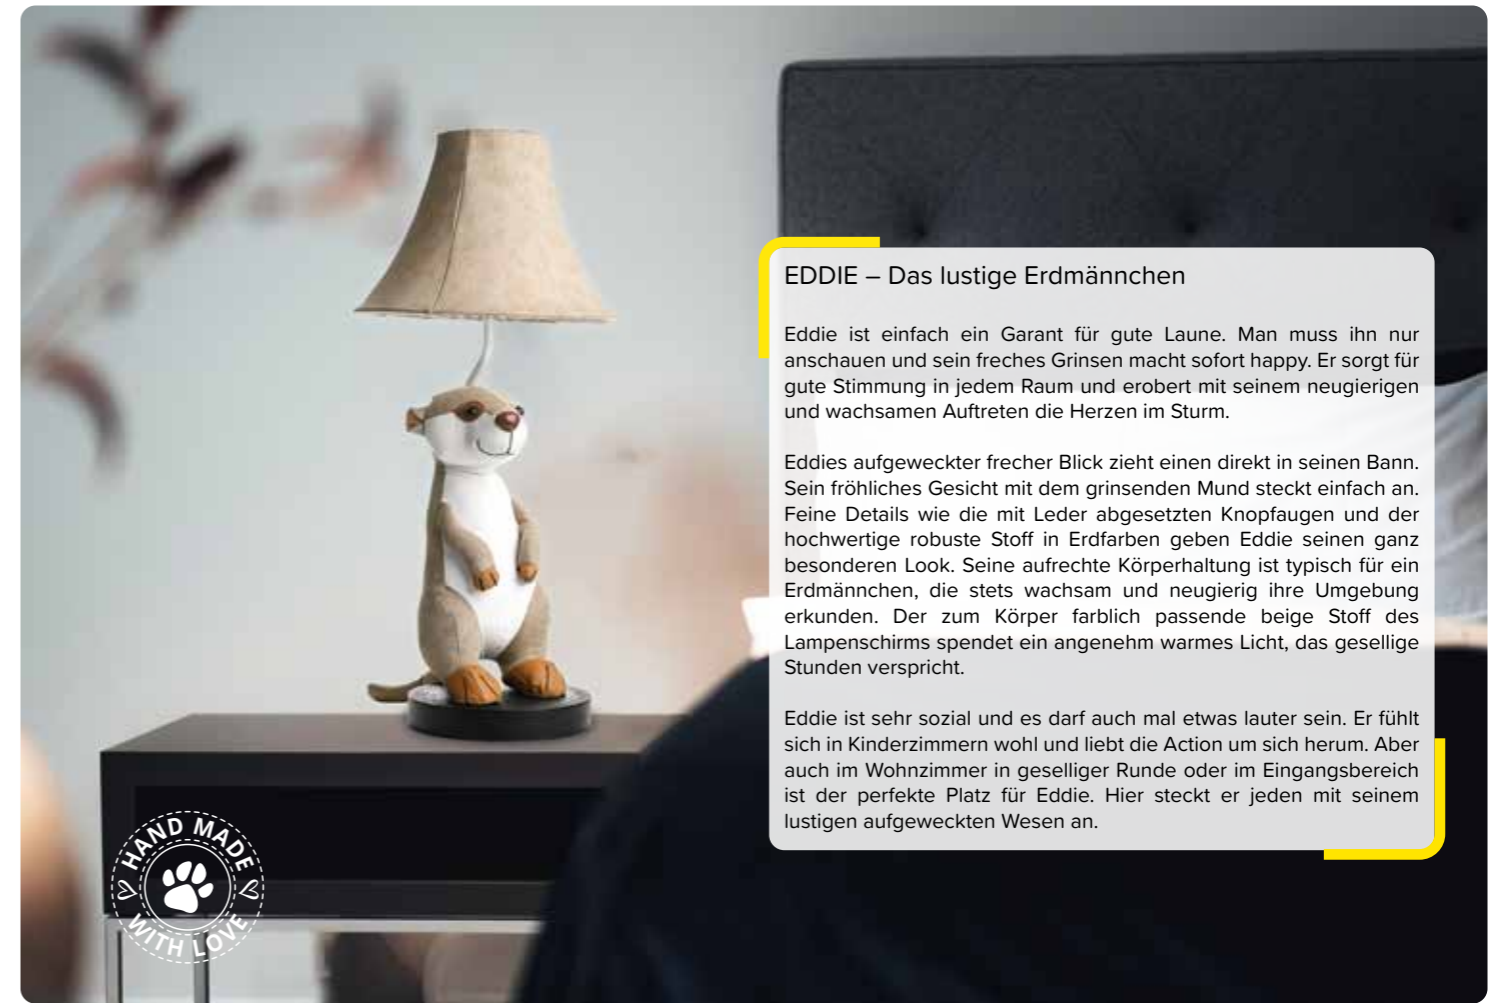 EDDIE – Das lustige Erdmännchen
Eddie ist einfach ein Garant für gute Laune. Man muss ihn nur
anschauen und sein freches Grinsen macht sofort happy. Er sorgt für
gute Stimmung in jedem Raum und erobert mit seinem neugierigen
und wachsamen Auftreten die Herzen im Sturm.
Eddies aufgeweckter frecher Blick zieht einen direkt in seinen Bann.
Sein fröhliches Gesicht mit dem grinsenden Mund steckt einfach an.
Feine Details wie die mit Leder abgesetzten Knopfaugen und der
hochwertige robuste Stoff in Erdfarben geben Eddie seinen ganz
besonderen Look. Seine aufrechte Körperhaltung ist typisch für ein
Erdmännchen, die stets wachsam und neugierig ihre Umgebung
erkunden. Der zum Körper farblich passende beige Stoff des
Lampenschirms spendet ein angenehm warmes Licht, das gesellige
Stunden verspricht.
Eddie ist sehr sozial und es darf auch mal etwas lauter sein. Er fühlt
sich in Kinderzimmern wohl und liebt die Action um sich herum. Aber
auch im Wohnzimmer in geselliger Runde oder im Eingangsbereich
ist der perfekte Platz für Eddie. Hier steckt er jeden mit seinem
lustigen aufgeweckten Wesen an.
HAND MADE
WITH LOVE